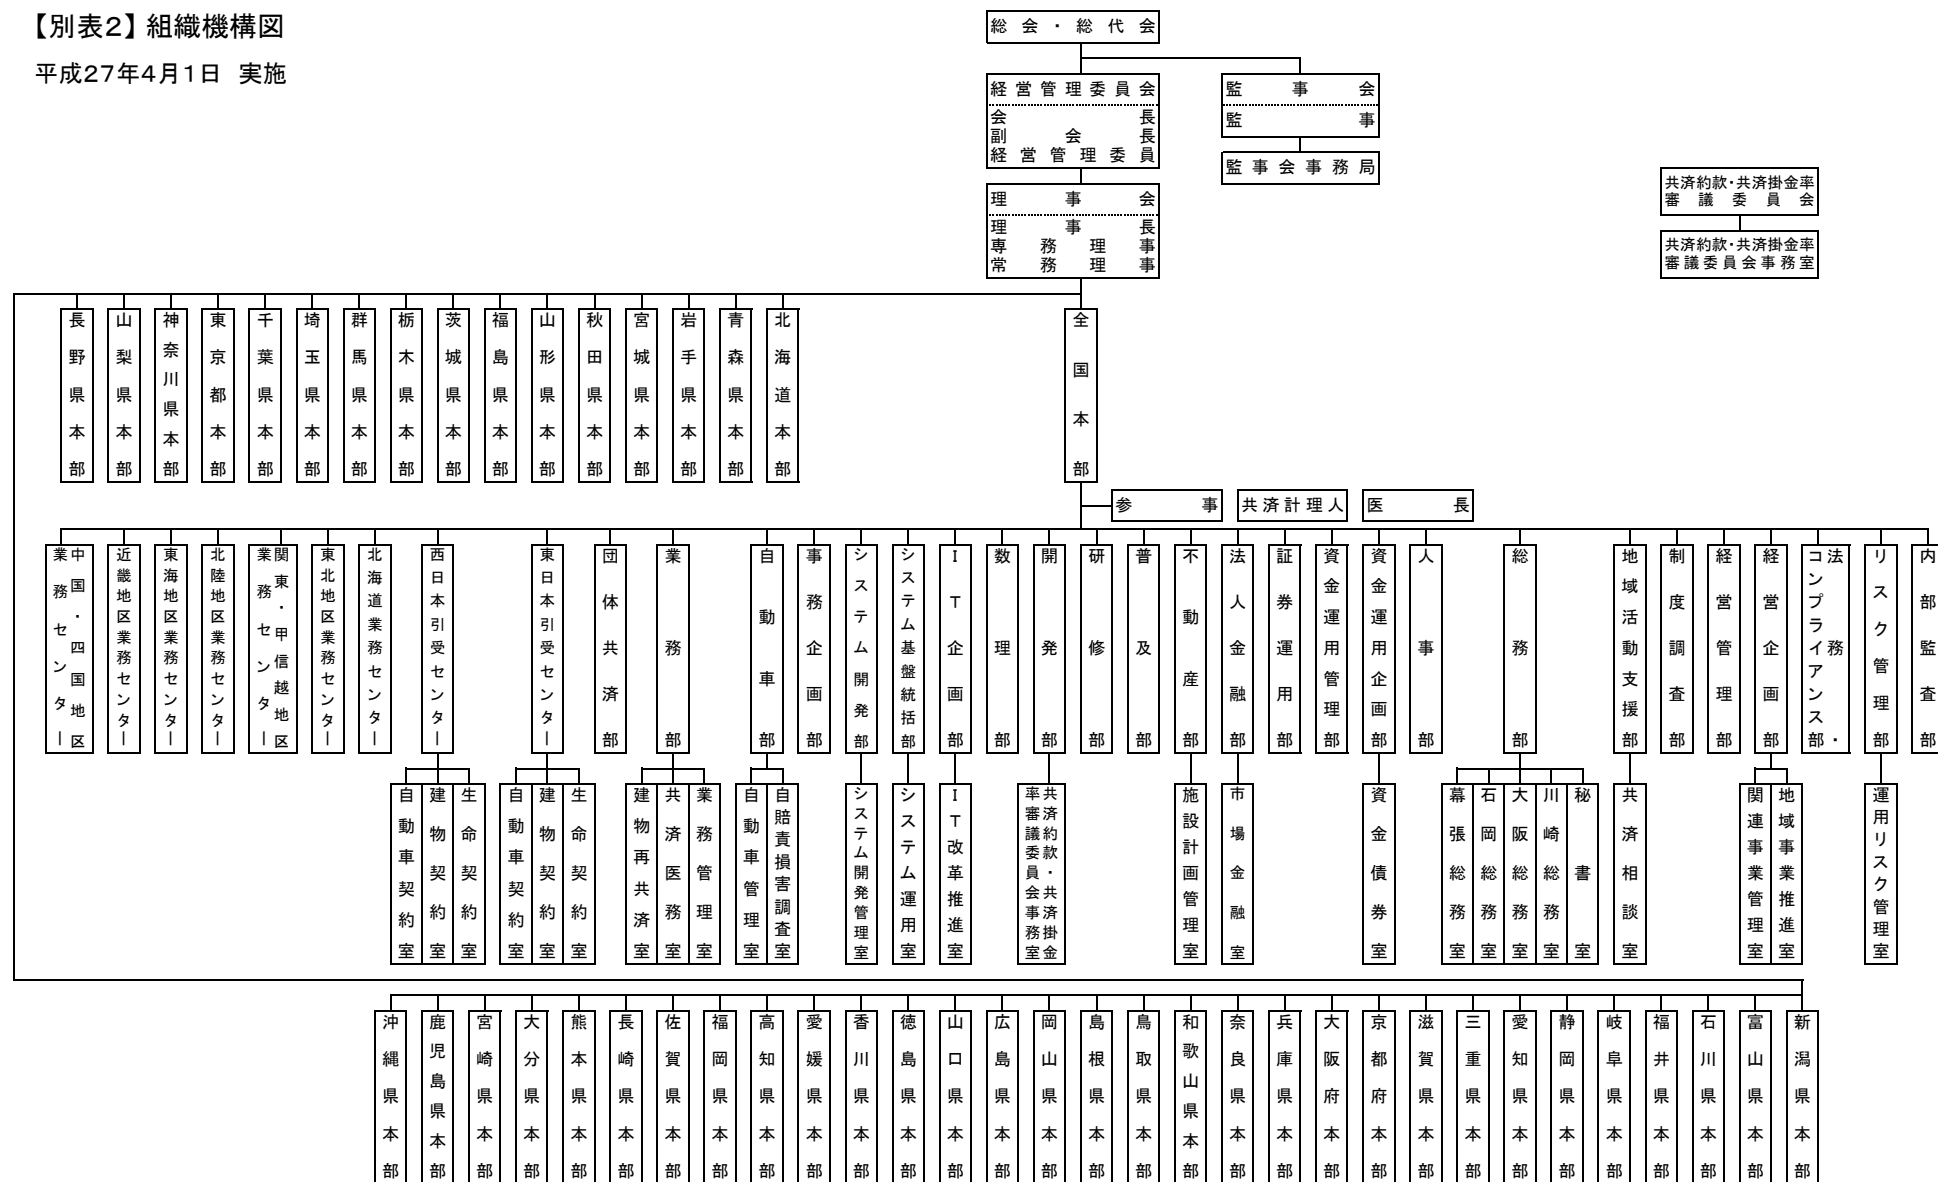 【別表２】 組織機構図
平成２７年４月１日　実施
総会・総代会
経営管理委員会
会長
副会長
経営管理委員
監事会
監事
監事会事務局
理事会
理事長
専務理事
常務理事
共済約款・共済掛金率
審議委員会
共済約款・共済掛金率
審議委員会事務室
長野県本部
山梨県本部
神奈川県本部
東京都本部
千葉県本部
埼玉県本部
群馬県本部
栃木県本部
茨城県本部
福島県本部
山形県本部
秋田県本部
宮城県本部
岩手県本部
青森県本部
北海道本部
全国本部
参事
共済計理人
医長
中国・四国地区
業務センター
近畿地区業務センター
東海地区業務センター
北陸地区業務センター
関東・甲信越地区
業務センター
東北地区業務センター
北海道業務センター
西日本引受センター
東日本引受センター
団体共済部
業務部
自動車部
事務企画部
システム開発部
システム基盤統括部
ＩＴ企画部
数理部
開発部
研修部
普及部
不動産部
法人金融部
証券運用部
資金運用管理部
資金運用企画部
人事部
総務部
地域活動支援部
制度調査部
経営管理部
経営企画部
法務・
コンプライアンス部
リスク管理部
内部監査部
自動車契約室
建物契約室
生命契約室
自動車契約室
建物契約室
生命契約室
建物再共済室
共済医務室
業務管理室
自動車管理室
自賠責損害調査室
システム開発管理室
システム運用室
ＩＴ改革推進室
共済約款・共済掛金
率審議委員会事務室
施設計画管理室
市場金融室
資金債券室
幕張総務室
石岡総務室
大阪総務室
川崎総務室
秘書室
共済相談室
関連事業管理室
地域事業推進室
運用リスク管理室
沖縄県本部
鹿児島県本部
宮崎県本部
大分県本部
熊本県本部
長崎県本部
佐賀県本部
福岡県本部
高知県本部
愛媛県本部
香川県本部
徳島県本部
山口県本部
広島県本部
岡山県本部
島根県本部
鳥取県本部
和歌山県本部
奈良県本部
兵庫県本部
大阪府本部
京都府本部
滋賀県本部
三重県本部
愛知県本部
静岡県本部
岐阜県本部
福井県本部
石川県本部
富山県本部
新潟県本部